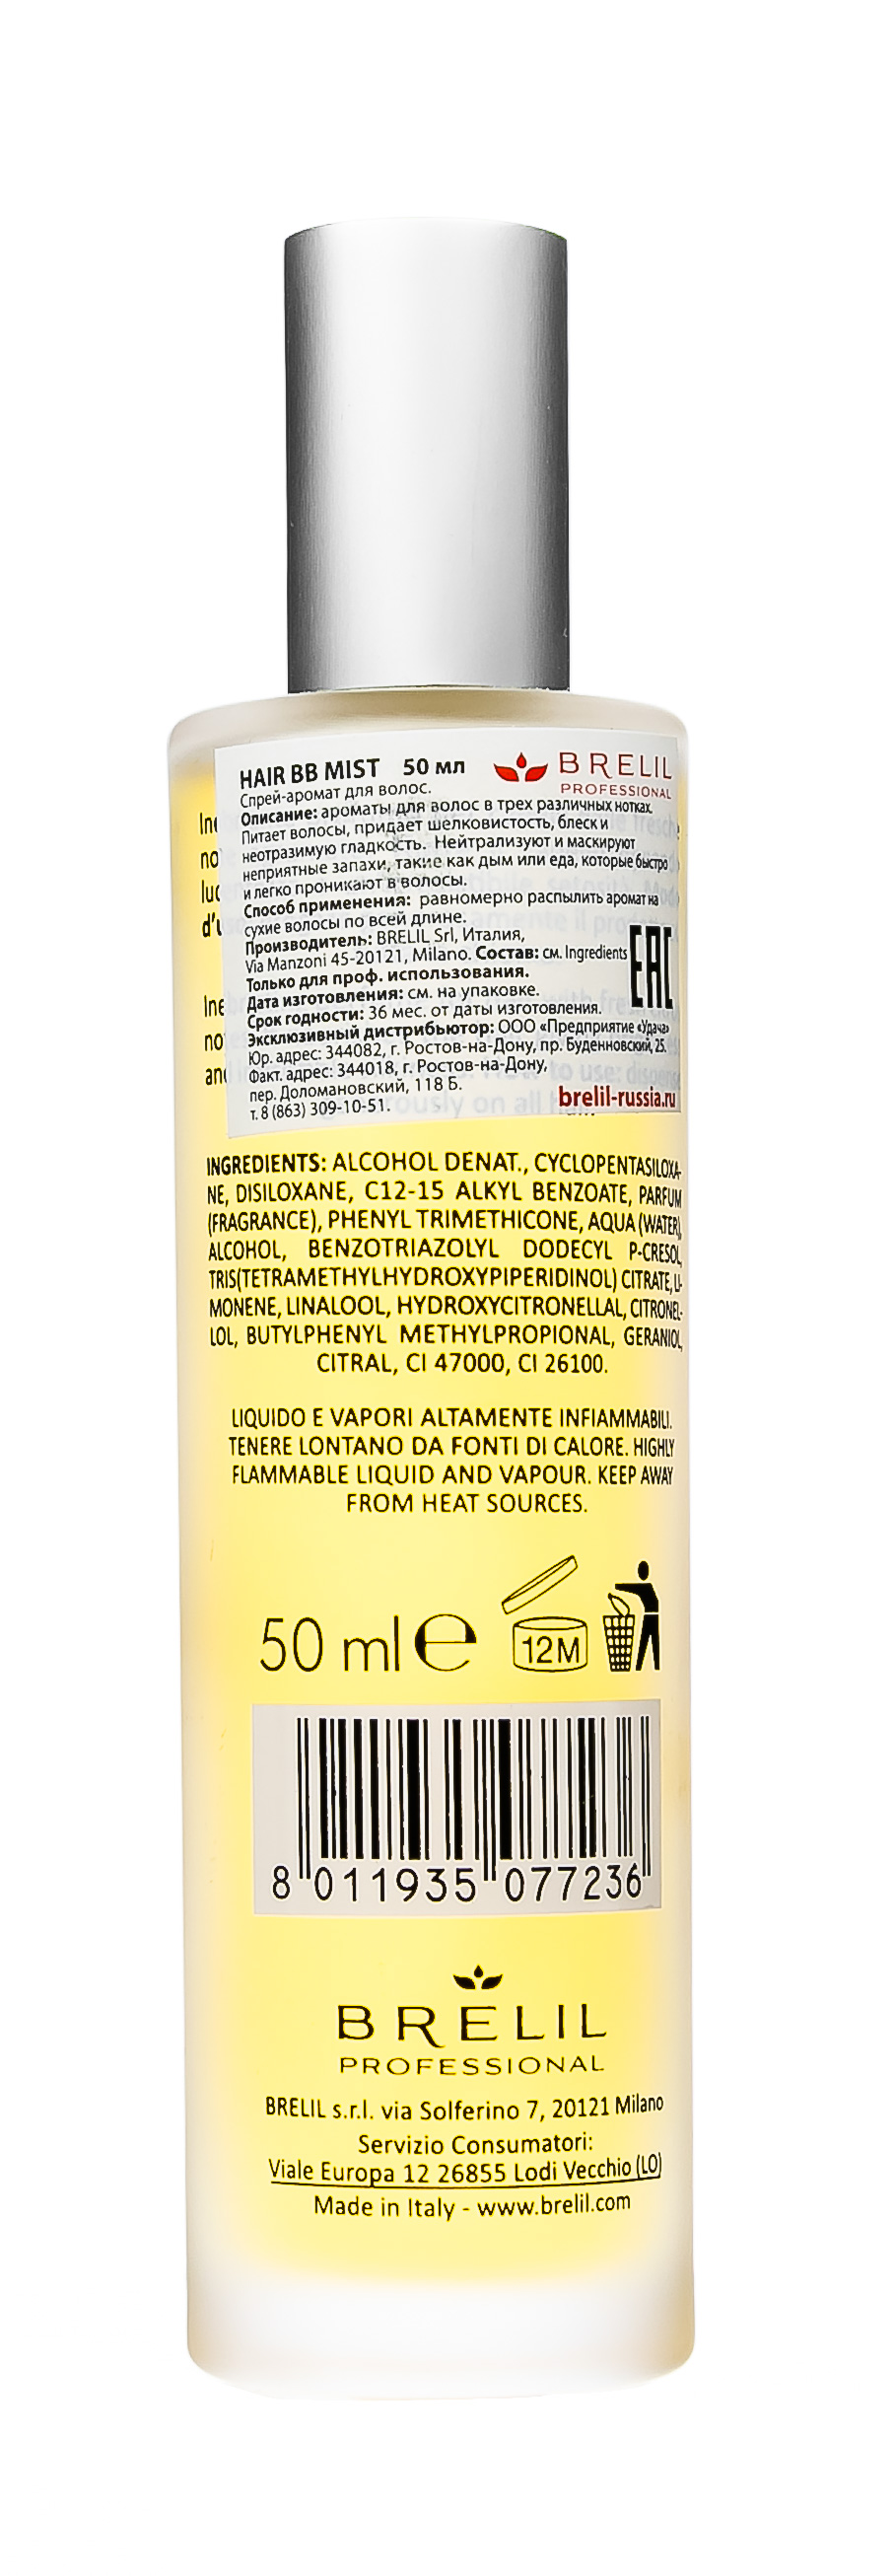 HAIR BB MIST 50 мл
BRELIL
PROFESSIONAL
Спрей-аромат для волос.
Описание: ароматы для волос в трех различных нотках.
Питает волосы, придает шелковистость, блеск и
неотразимую гладкость. Нейтрализуют и маскируют
неприятные запахи, такие как дым или еда, которые быстро
и легко проникают в волосы.
Способ применения: равномерно распылить аромат на
сухие волосы по всей длине.
Производитель: BRELIL Srl, Италия,
Via Manzoni 45-20121, Milano. Состав: см. Ingredients
Только для проф. использования.
EAC
Дата изготовления: см. на упаковке.
Срок годности: 36 мес. от даты изготовления.
Эксклюзивный дистрибьютор: ООО «Предприятие «Удача»
Юр. адрес: 344082, г. Ростов-на-Дону, пр. Буденновский, 25.
Факт. адрес: 344018, г. Ростов-на-Дону,
пер. Доломановский, 118 Б.
т. 8 (863) 309-10-51.
brelil-russia.ru
INGREDIENTS: ALCOHOL DENAT., CYCLOPENTASILOXA-
NE, DISILOXANE, C12-15 ALKYL BENZOATE, PARFUM
(FRAGRANCE), PHENYL TRIMETHICONE, AQUA (WATER),
ALCOHOL, BENZOTRIAZOLYL DODECYL P-CRESOL,
TRIS(TETRAMETHYLHYDROXYPIPERIDINOL) CITRATE, LI-
MONENE, LINALOOL, HYDROXYCITRONELLAL, CITRONEL-
LOL, BUTYLPHENYL METHYLPROPIONAL, GERANIOL,
CITRAL, CI 47000, CI 26100.
LIQUIDO E VAPORI ALTAMENTE INFIAMMABILI.
TENERE LONTANO DA FONTI DI CALORE. HIGHLY
FLAMMABLE LIQUID AND VAPOUR. KEEP AWAY
FROM HEAT SOURCES.
50 ml e 12M
8 011935 077236
BRELIL
PROFESSIONAL
BRELIL s.r.l. via Solferino 7, 20121 Milano
Servizio Consumatori:
Viale Europa 12 26855 Lodi Vecchio (LO)
Made in Italy - www.brelil.com